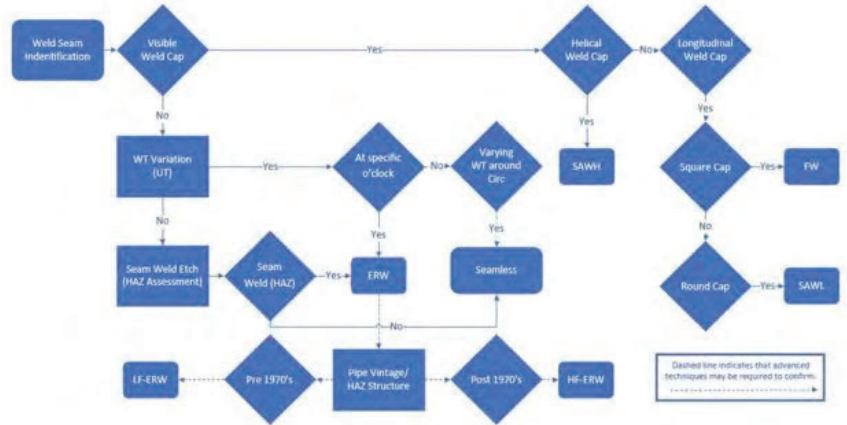 Weld Seam
Indentification
Visible
Weld Cap
Yes
Helical
Weld Cap
No
Longitudinal
Weld Cap
No
Yes
Yes
WT Variation
(UT)
Yes
At specific
o'clock
No
Varying
WT around
Circ
SAWH
Square Cap
Yes
FW
No
Yes
Yes
No
Seam Weld Etch
(HAZ Assessment)
Seam
Weld (HAZ)
Yes
ERW
Seamless
Round Cap
Yes
SAWL
No
LF-ERW
Pre 1970's
Pipe Vintage/
HAZ Structure
Post 1970's
HF-ERW
Dashed line indicates that advanced
techniques may be required to confirm.